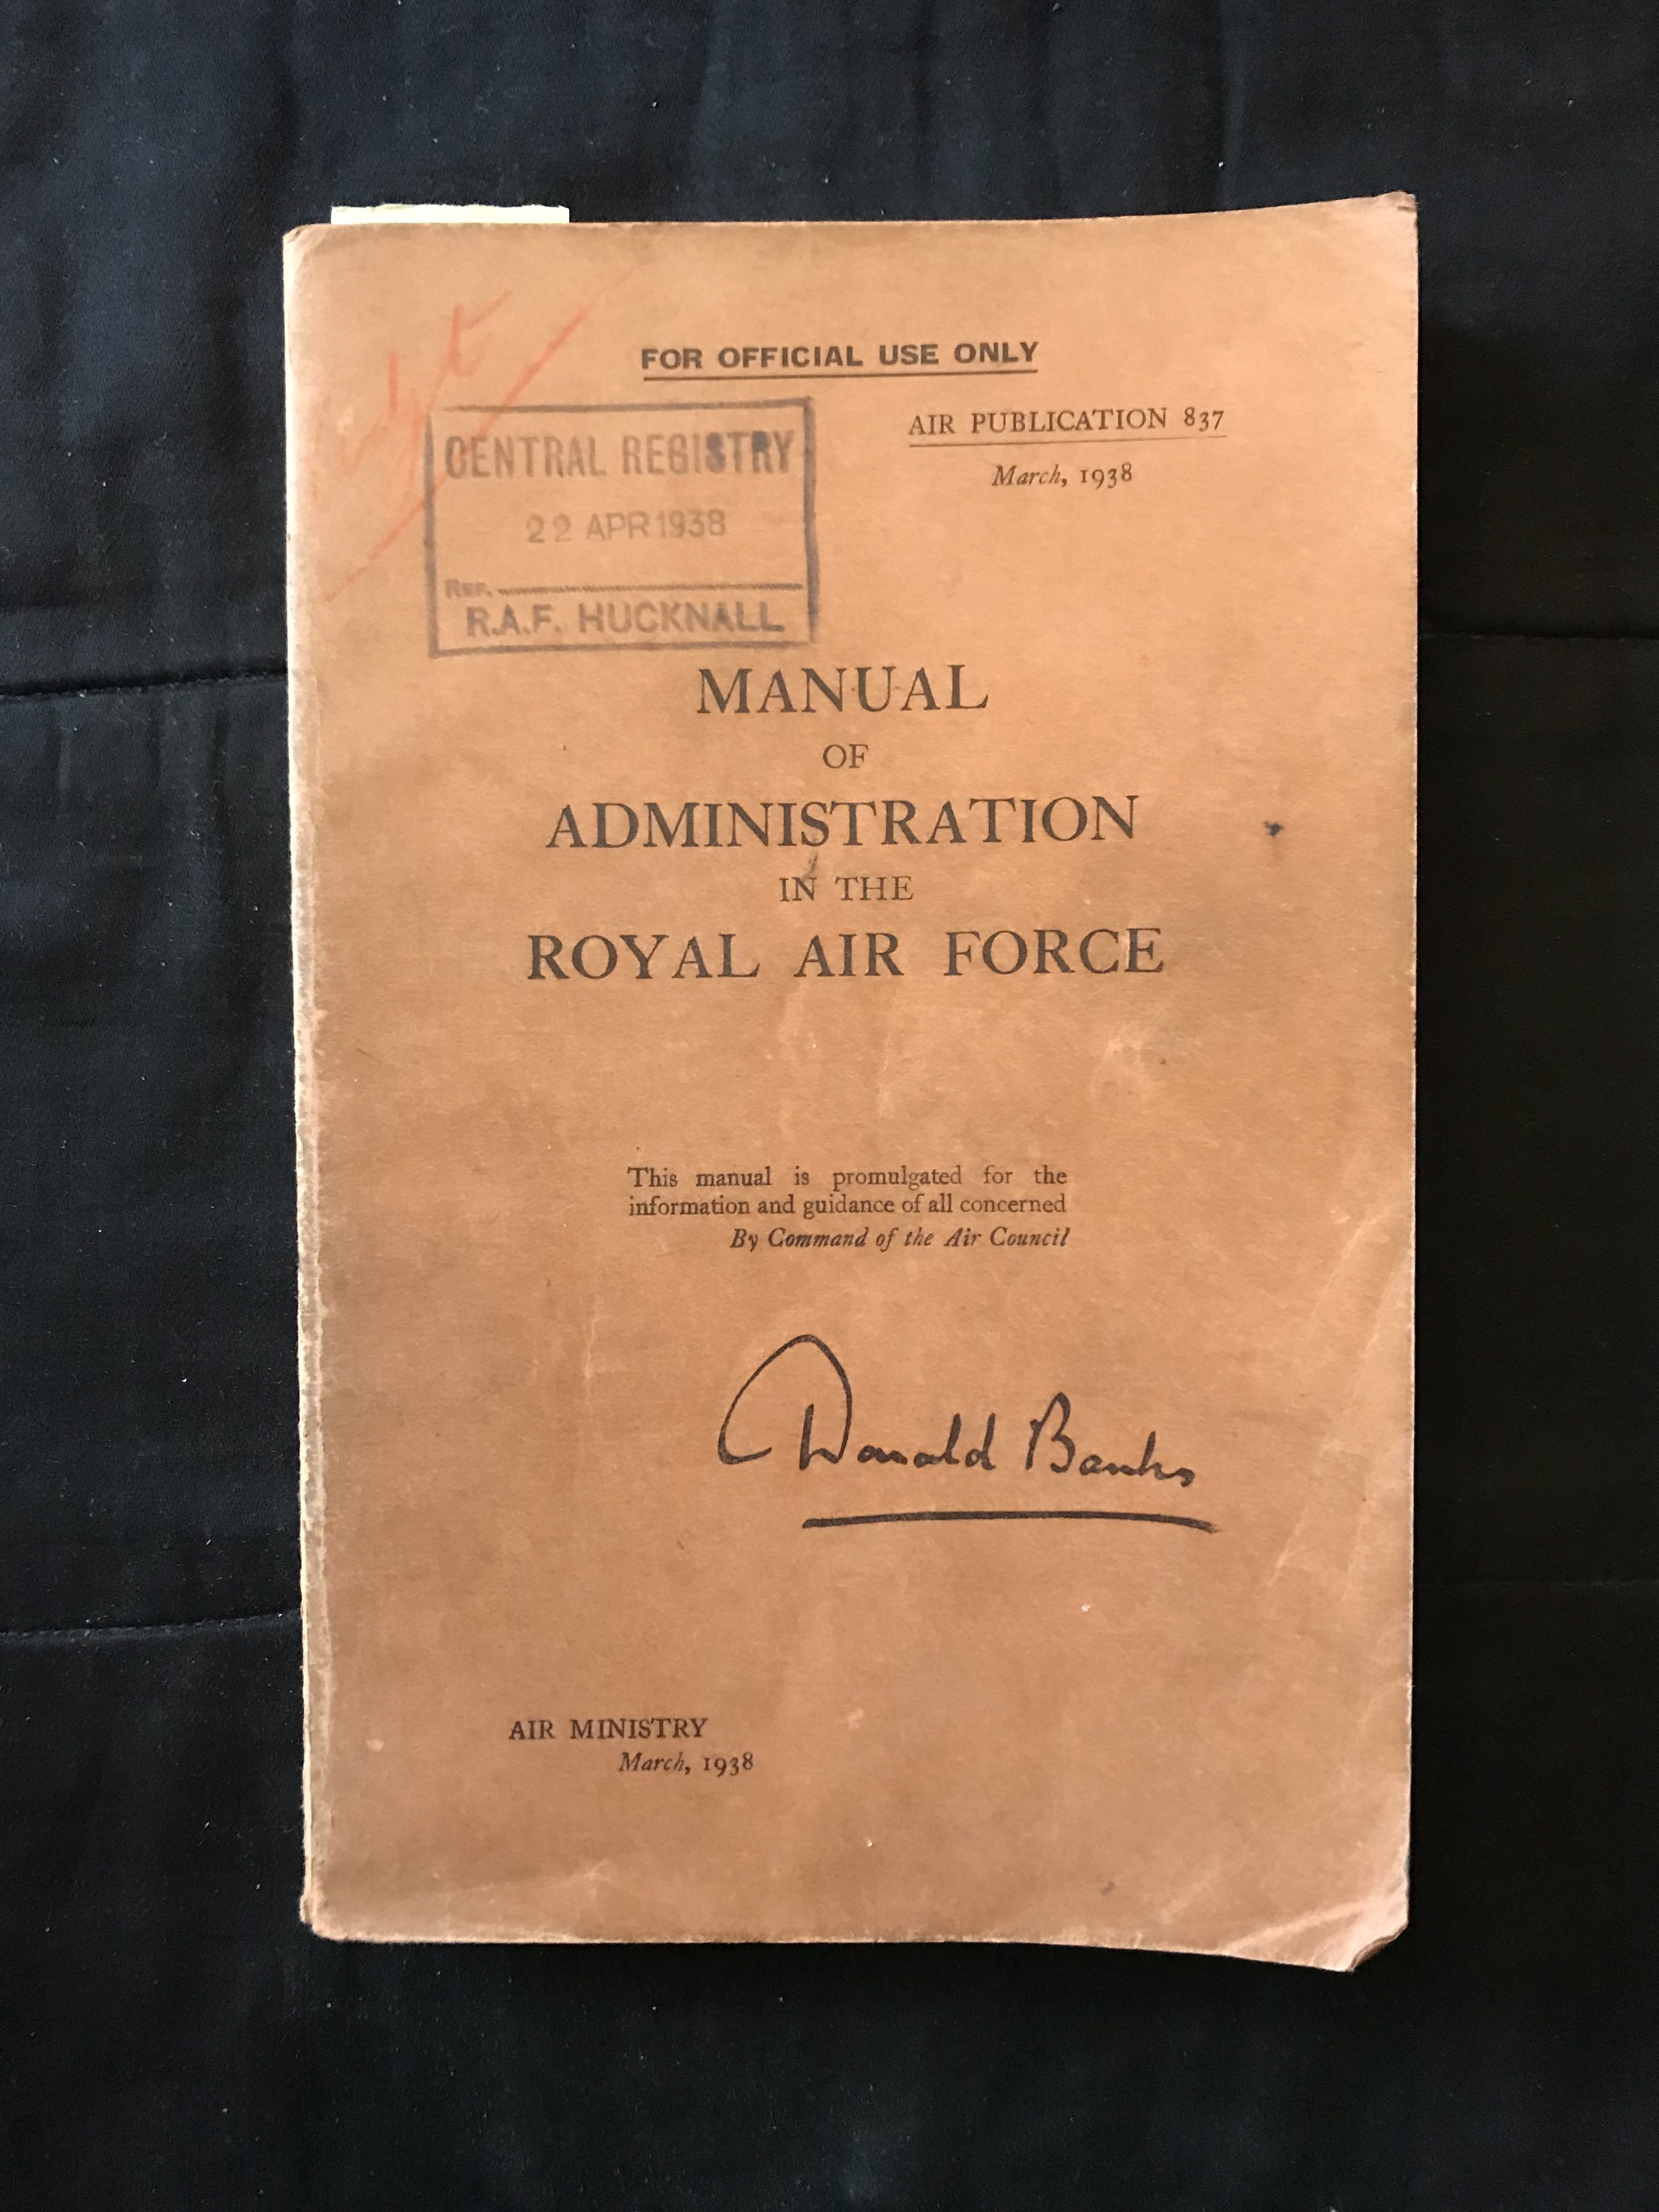 FOR OFFICIAL USE ONLY
AIR PUBLICATION 837
March, 1938
CENTRAL REGISTRY
22 APR 1938
REF.
R.A.F. HUCKNALL
MANUAL
OF
ADMINISTRATION
IN THE
ROYAL AIR FORCE
This manual is promulgated for the
information and guidance of all concerned
By Command of the Air Council
Donald Banks
AIR MINISTRY
March, 1938